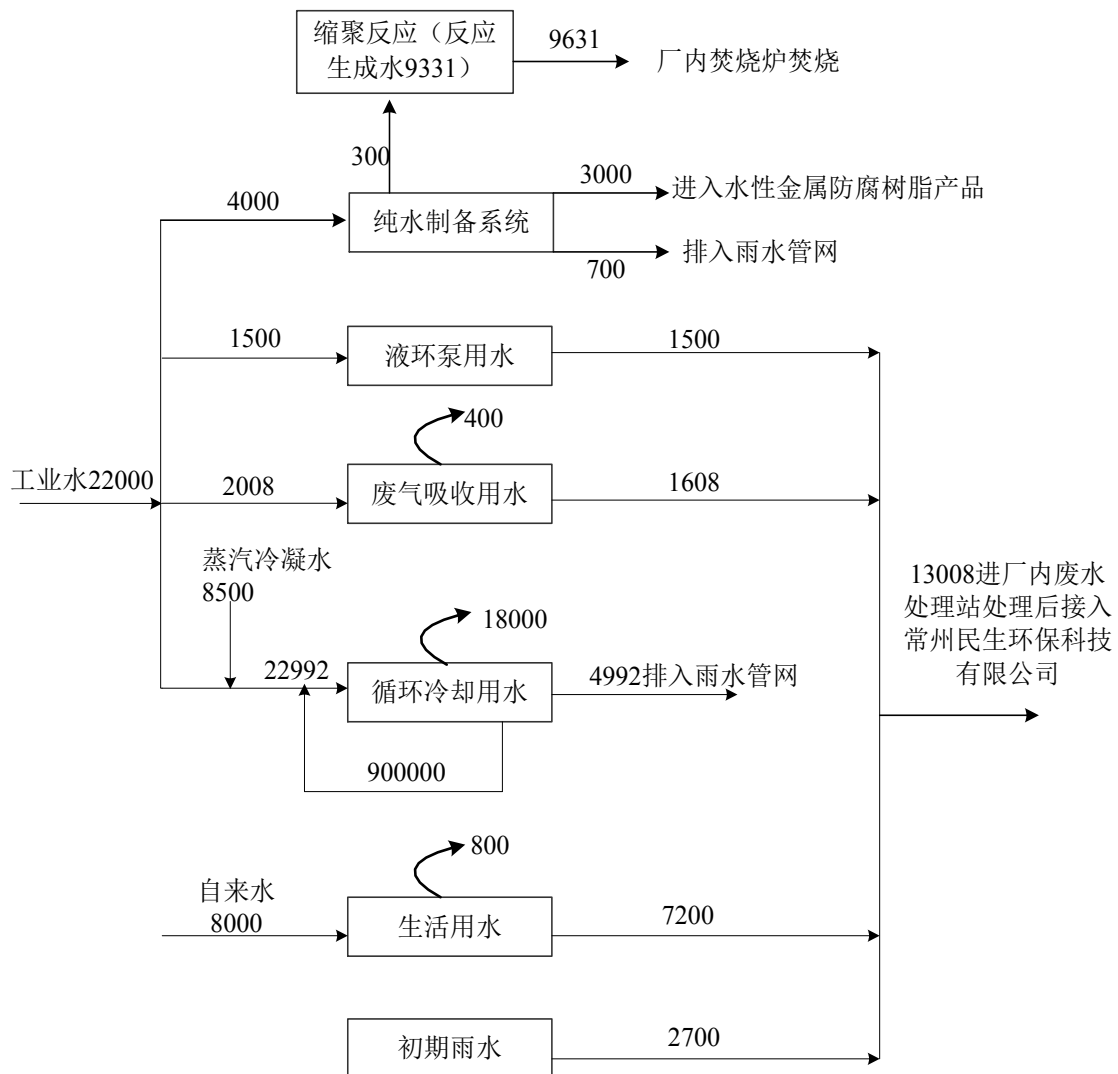 缩聚反应（反应
生成水9331）
9631
厂内焚烧炉焚烧
300
4000
纯水制备系统
3000
进入水性金属防腐树脂产品
700
排入雨水管网
1500
液环泵用水
1500
400
工业水22000
2008
废气吸收用水
1608
蒸汽冷凝水
8500
18000
22992
循环冷却用水
4992排入雨水管网
900000
13008进厂内废水
处理站处理后接入
常州民生环保科技
有限公司
800
自来水
8000
生活用水
7200
初期雨水
2700